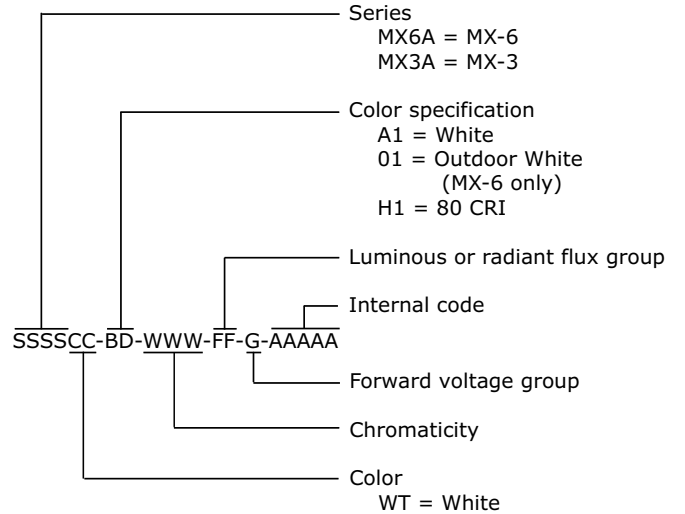 Series
MX6A = MX-6
MX3A = MX-3
Color specification
A1 = White
01 = Outdoor White
(MX-6 only)
H1 = 80 CRI
Luminous or radiant flux group
Internal code
SSSSCC-BD-WWW-FF-G-AAAAA
Forward voltage group
Chromaticity
Color
WT = White